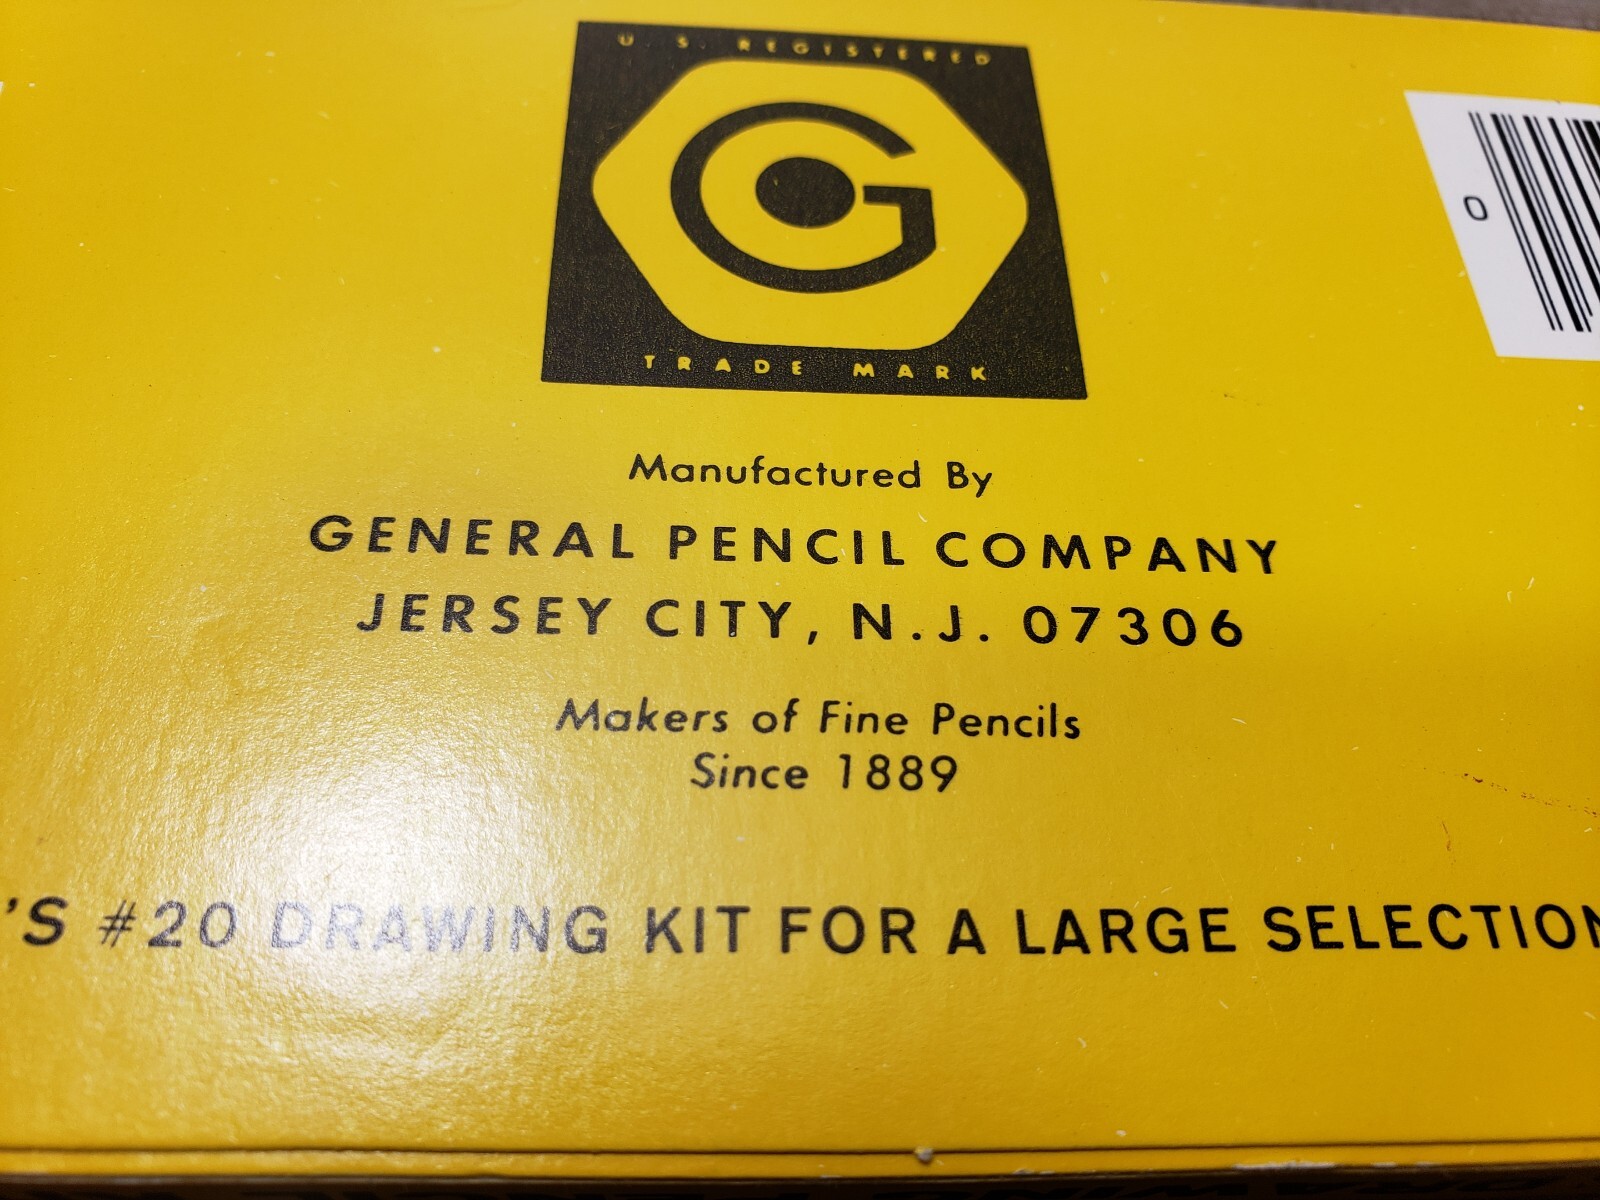 U.S. REGISTERED
G
TRADE MARK
0
Manufactured By
GENERAL PENCIL COMPANY
JERSEY CITY, N.J. 07306
Makers of Fine Pencils
Since 1889
'S #20 DRAWING KIT FOR A LARGE SELECTION